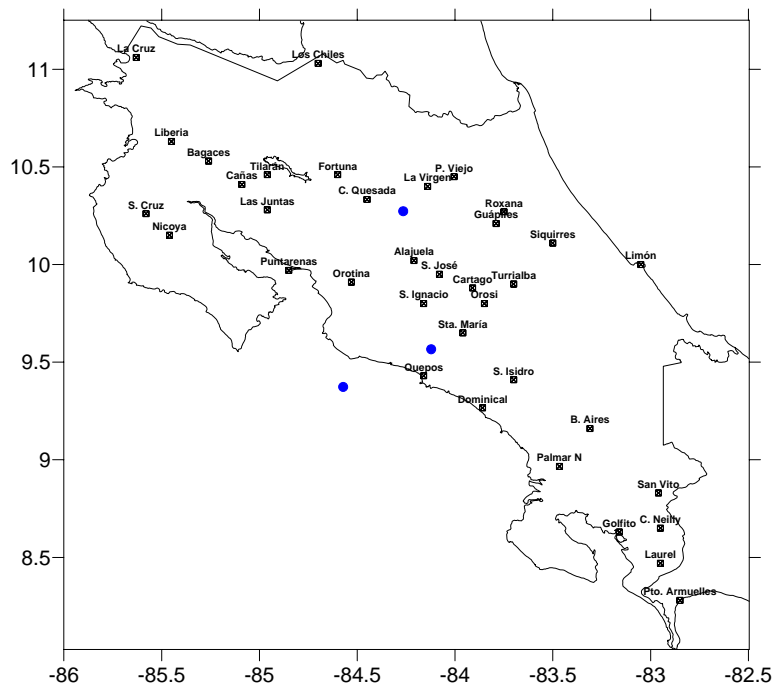 La Cruz
Los Chiles
11
Liberia
Bagaces
Tilarán
Fortuna
P. Viejo
10.5
Cañas
C. Quesada
La Virgen
S. Cruz
Las Juntas
Roxana
Nicoya
Guápiles
Siquirres
Puntarenas
Alajuela
Limón
10
S. José
Orotina
Cartago
Turrialba
S. Ignacio
Orosi
Sta. María
9.5
Quepos
S. Isidro
Dominical
B. Aires
9
Palmar N
San Vito
Golfito
C. Neilly
8.5
Laurel
Pto. Armuelles
-86 -85.5 -85 -84.5 -84 -83.5 -83 -82.5